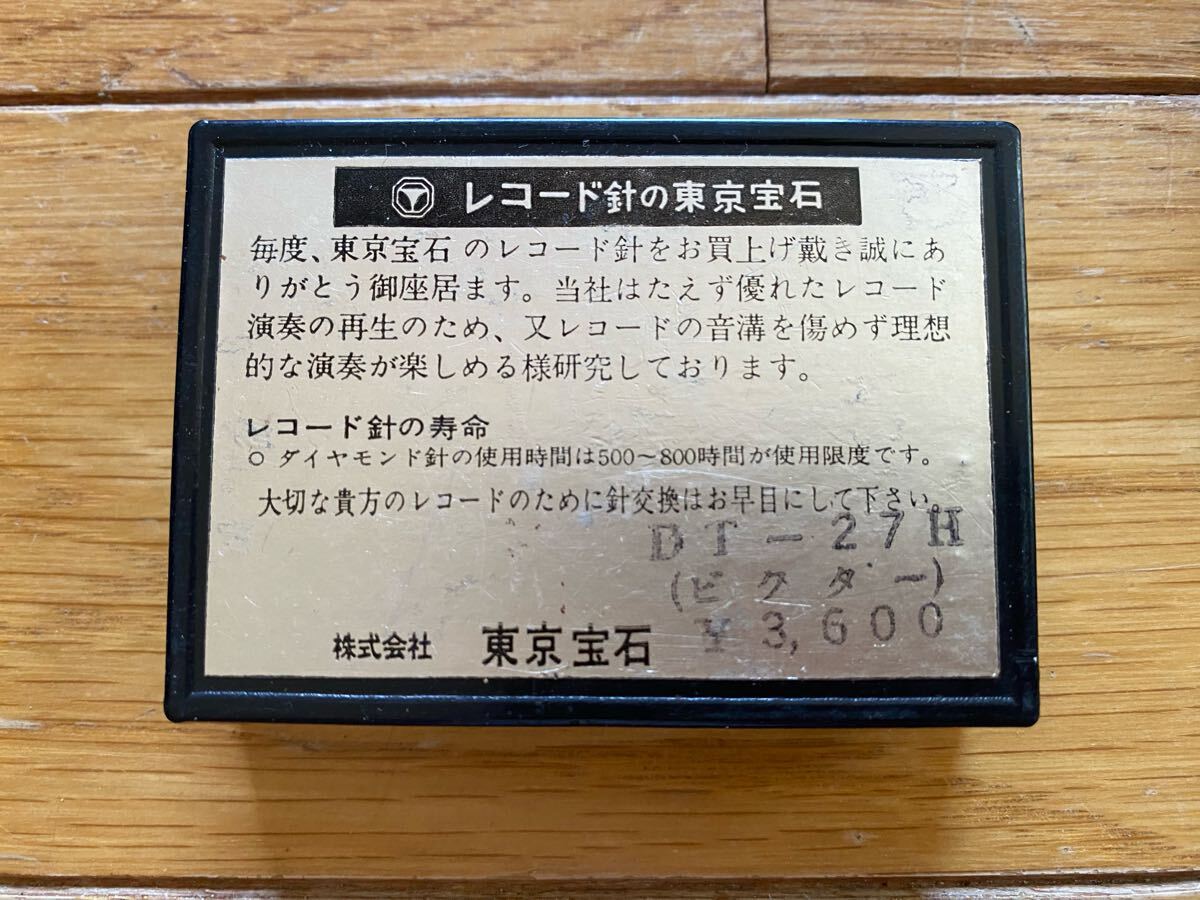 レコード針の東京宝石
毎度、東京宝石のレコード針をお買上げ戴き誠にあ
りがとう御座居ます。当社はたえず優れたレコード
演奏の再生のため、又レコードの音溝を傷めず理想
的な演奏が楽しめる様研究しております。
レコード針の寿命
○ ダイヤモンド針の使用時間は500〜800時間が使用限度です。
大切な貴方のレコードのために針交換はお早目にして下さい。
DT-27H
(ビクター)
¥3,600
株式会社 東京宝石